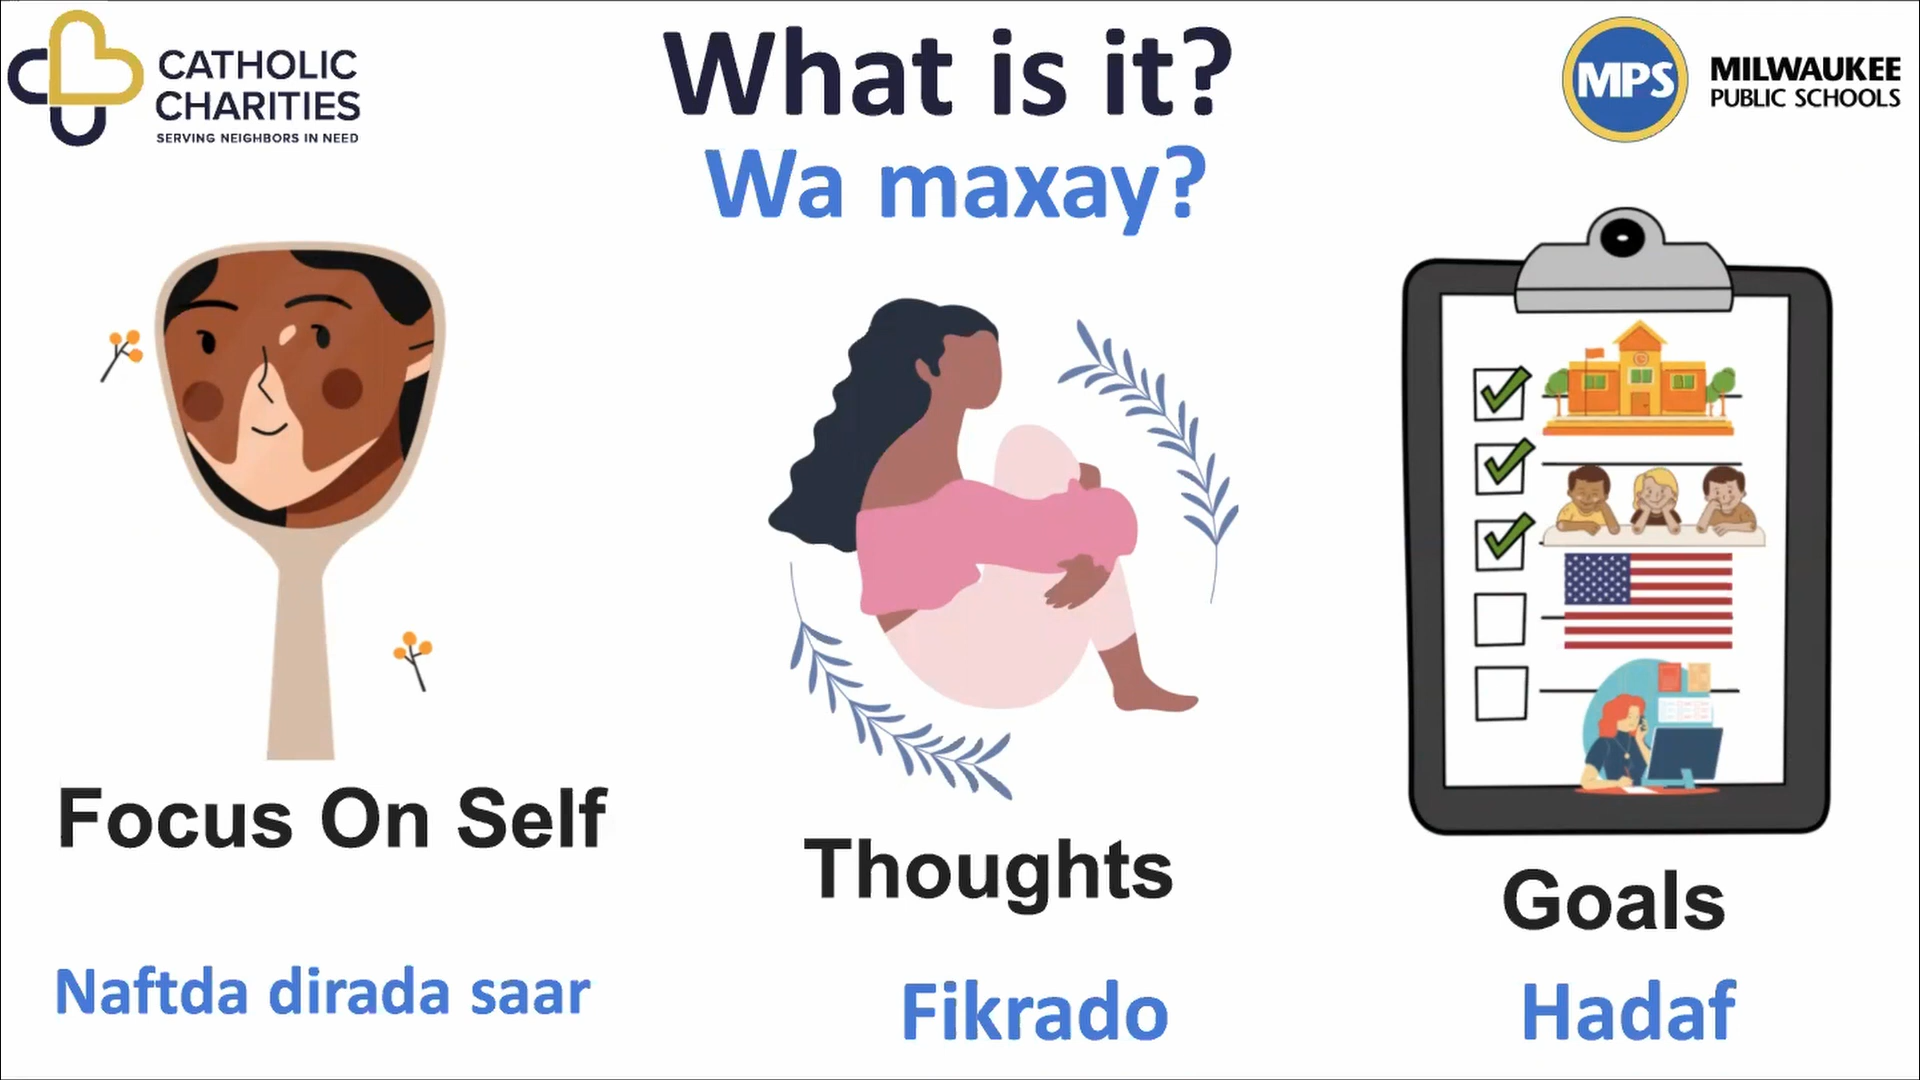 CATHOLIC
CHARITIES
SERVING NEIGHBORS IN NEED
What is it?
Wa maxay?
MPS
MILWAUKEE
PUBLIC SCHOOLS
Focus On Self
Naftda dirada saar
Thoughts
Fikrado
Goals
Hadaf